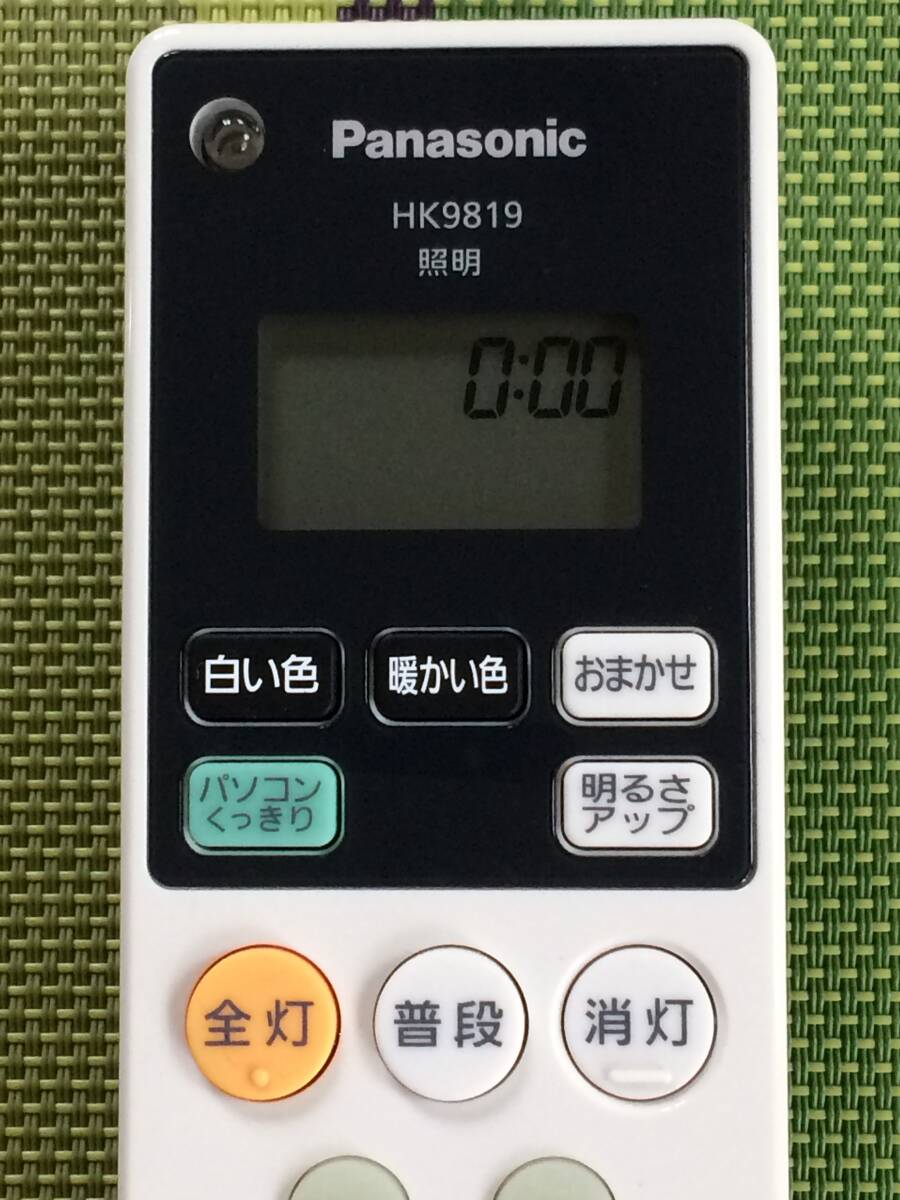 Panasonic
HK9819
照明
0:00
白い色
暖かい色
おまかせ
パソコン
くっきり
明るさ
アップ
全灯
普段
消灯